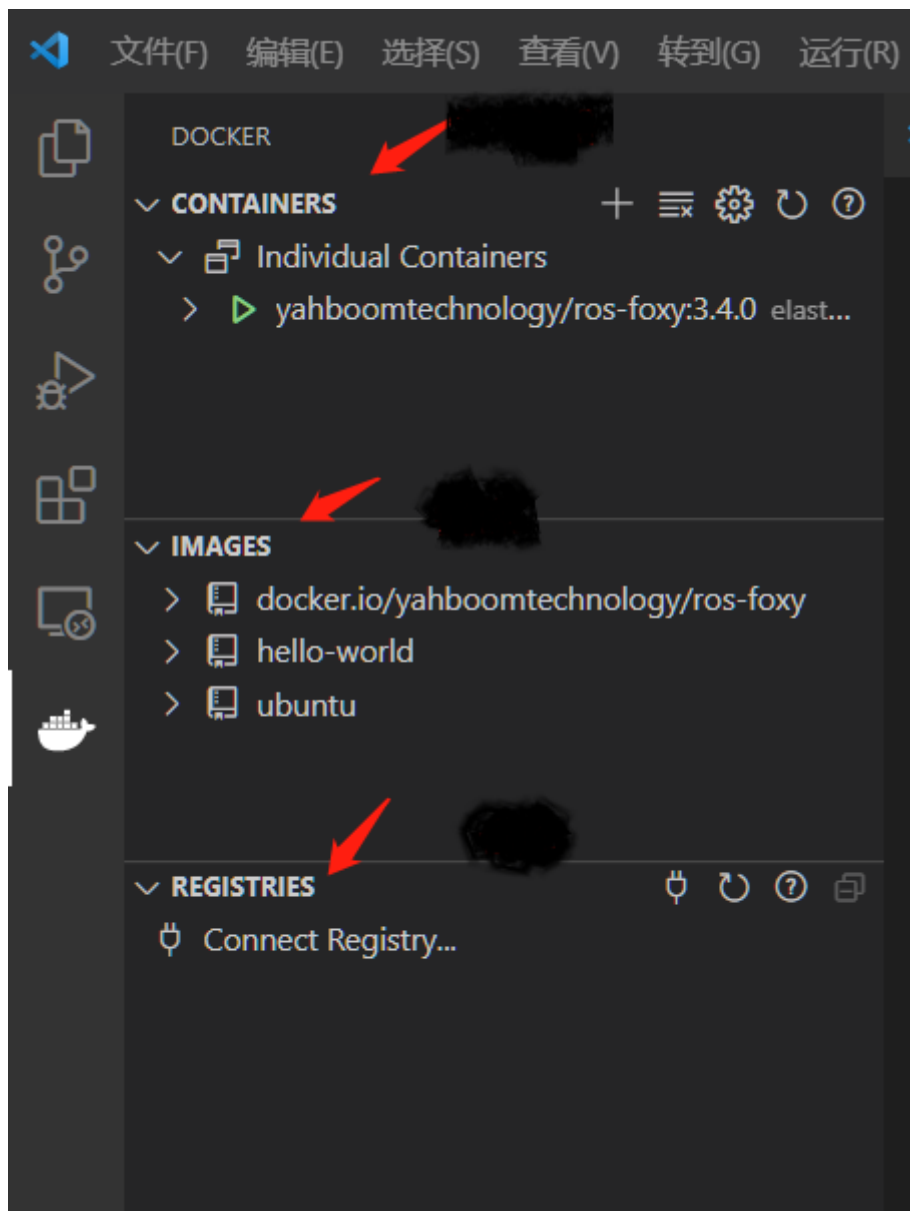 文件(F) 编辑(E) 选择(S) 查看(V) 转到(G) 运行(R)
DOCKER
CONTAINERS
Individual Containers
yahboomtechnology/ros-foxy:3.4.0 elast...
IMAGES
docker.io/yahboomtechnology/ros-foxy
hello-world
ubuntu
REGISTRIES
Connect Registry...